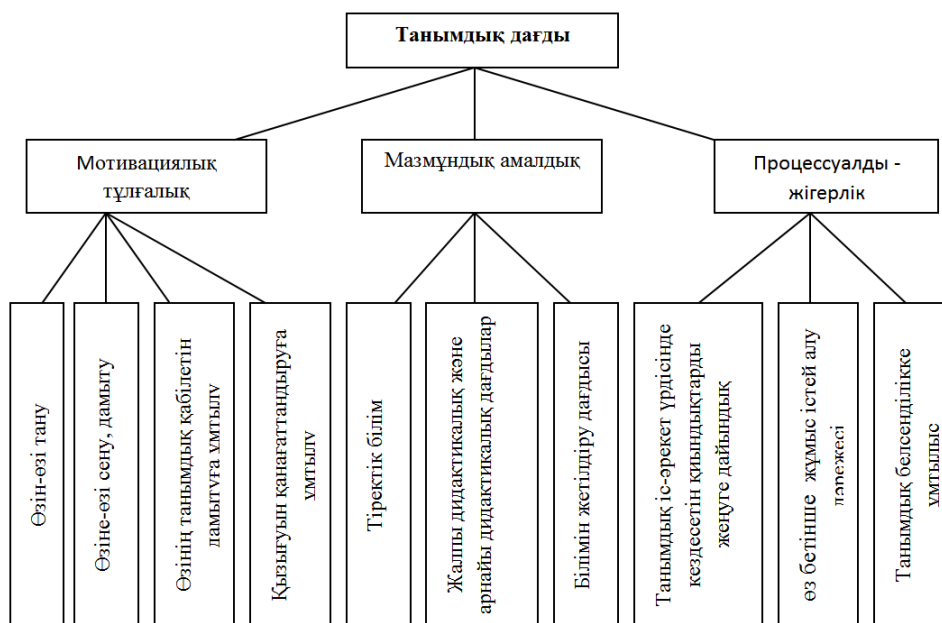 Танымдық дағды
Мотивациялық
тұлғалық
Мазмұндық амалдық
Процессуалды -
жігерлік
Өзін-өзі тану
Өзіне-өзі сену, дамыту
Өзінің танымдық қабілетін
дамытуға ұмтылу
Қызығуын қанағаттандыруға
ұмтылу
Тіректік білім
Жалпы дидактикалық және
арнайы дидактикалық дағдылар
Білімін жетілдіру дағдысы
Танымдық іс-әрекет үрдісінде
кездесетін қиындықтарды
жеңуге дайындық
өз бетінше жұмыс істей алу
дәрежесі
Танымдық белсенділікке
ұмтылыс